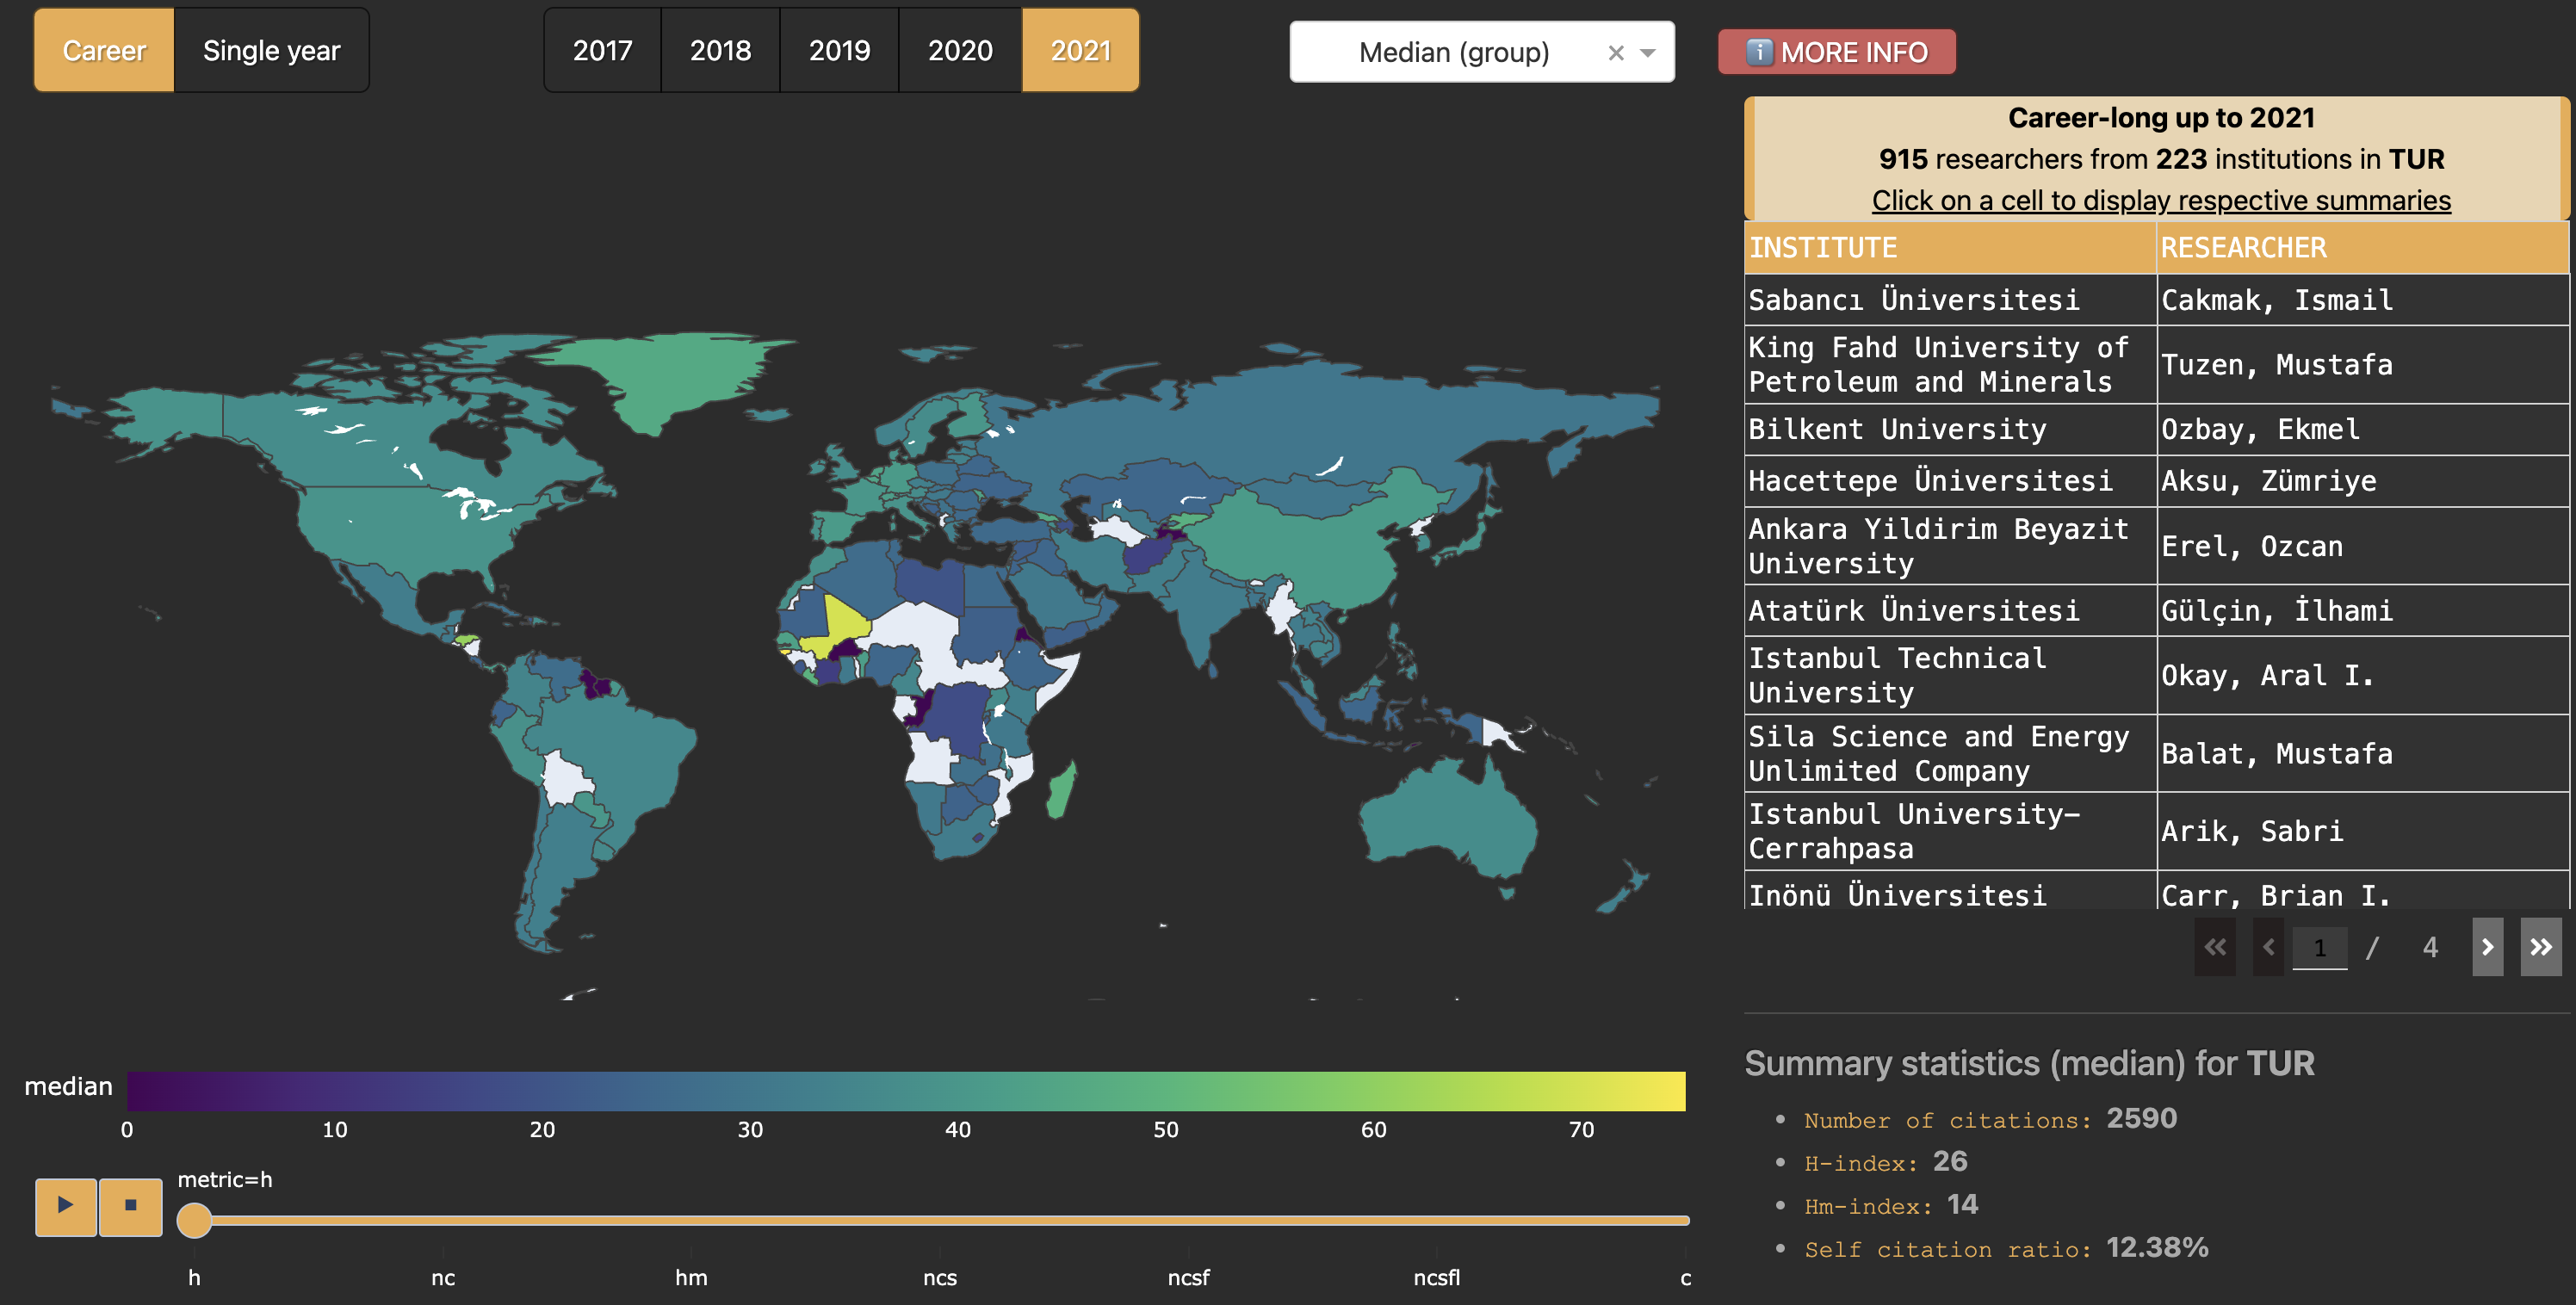 Career
Single year
2017
2018
2019
2020
2021
Median (group)
MORE INFO
Career-long up to 2021
915 researchers from 223 institutions in TUR
Click on a cell to display respective summaries
INSTITUTE RESEARCHER
Sabancı Üniversitesi Cakmak, Ismail
King Fahd University of
Petroleum and Minerals Tuzen, Mustafa
Bilkent University Ozbay, Ekmel
Hacettepe Üniversitesi Aksu, Zümriye
Ankara Yildirim Beyazit
University Erel, Ozcan
Atatürk Üniversitesi Gülçin, İlhami
Istanbul Technical
University Okay, Aral I.
Sila Science and Energy
Unlimited Company Balat, Mustafa
Istanbul University-
Cerrahpasa Arik, Sabri
Inönü Üniversitesi Carr, Brian I.
1 / 4
median
0 10 20 30 40 50 60 70
metric=h
h nc hm ncs ncsf ncsfl c
Summary statistics (median) for TUR
Number of citations: 2590
H-index: 26
Hm-index: 14
Self citation ratio: 12.38%